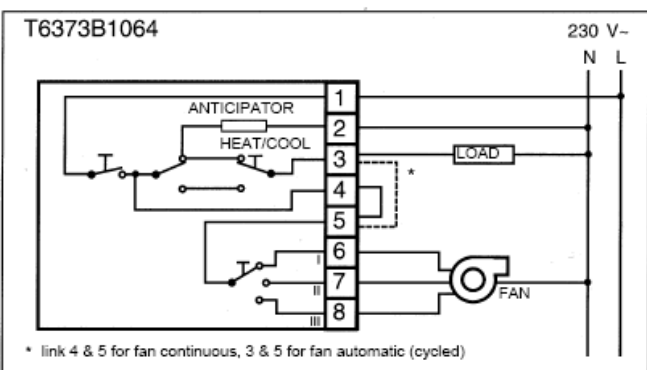 T6373B1064
230 V~
N L
1
ANTICIPATOR
2
HEAT/COOL
3
LOAD
*
4
5
6
I
7
II
FAN
8
III
* link 4 & 5 for fan continuous, 3 & 5 for fan automatic (cycled)